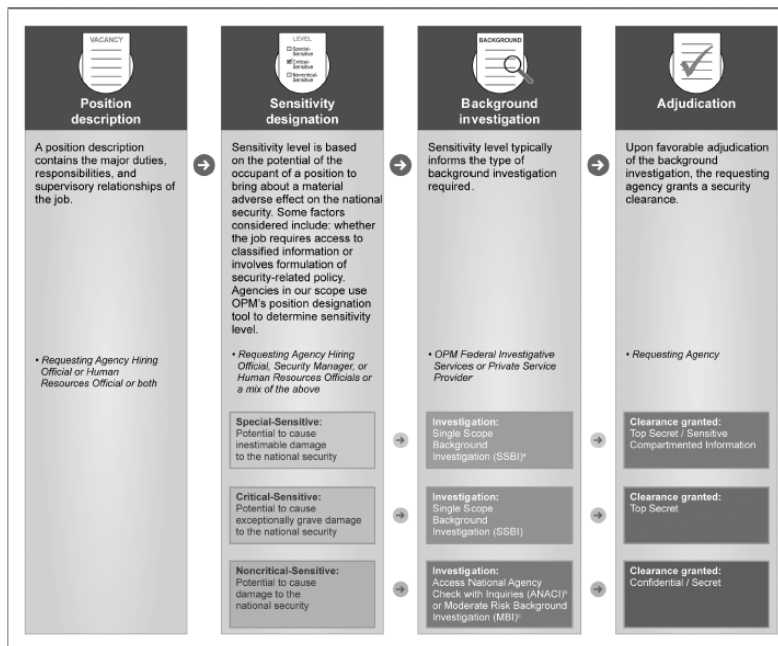 VACANCY
Position
description
A position description
contains the major duties,
responsibilities, and
supervisory relationships of
the job.
• Requesting Agency Hiring
Official or Human
Resources Official or both
LEVEL
Special-
Sensitive
Critical-
Sensitive
Noncritical-
Sensitive
Sensitivity
designation
Sensitivity level is based
on the potential of the
occupant of a position to
bring about a material
adverse effect on the national
security. Some factors
considered include: whether
the job requires access to
classified information or
involves formulation of
security-related policy.
Agencies in our scope use
OPM's position designation
tool to determine sensitivity
level.
• Requesting Agency Hiring
Official, Security Manager, or
Human Resources Officials or
a mix of the above
BACKGROUND
Background
investigation
Sensitivity level typically
informs the type of
background investigation
required.
• OPM Federal Investigative
Services or Private Service
Provider
Adjudication
Upon favorable adjudication
of the background
investigation, the requesting
agency grants a security
clearance.
• Requesting Agency
Special-Sensitive:
Potential to cause
inestimable damage
to the national security
Investigation:
Single Scope
Background
Investigation (SSBI)ª
Clearance granted:
Top Secret / Sensitive
Compartmented Information
Critical-Sensitive:
Potential to cause
exceptionally grave damage
to the national security
Investigation:
Single Scope
Background
Investigation (SSBI)
Clearance granted:
Top Secret
Noncritical-Sensitive:
Potential to cause
damage to the
national security
Investigation:
Access National Agency
Check with Inquiries (ANACI)ᵇ
or Moderate Risk Background
Investigation (MBI)ᶜ
Clearance granted:
Confidential / Secret